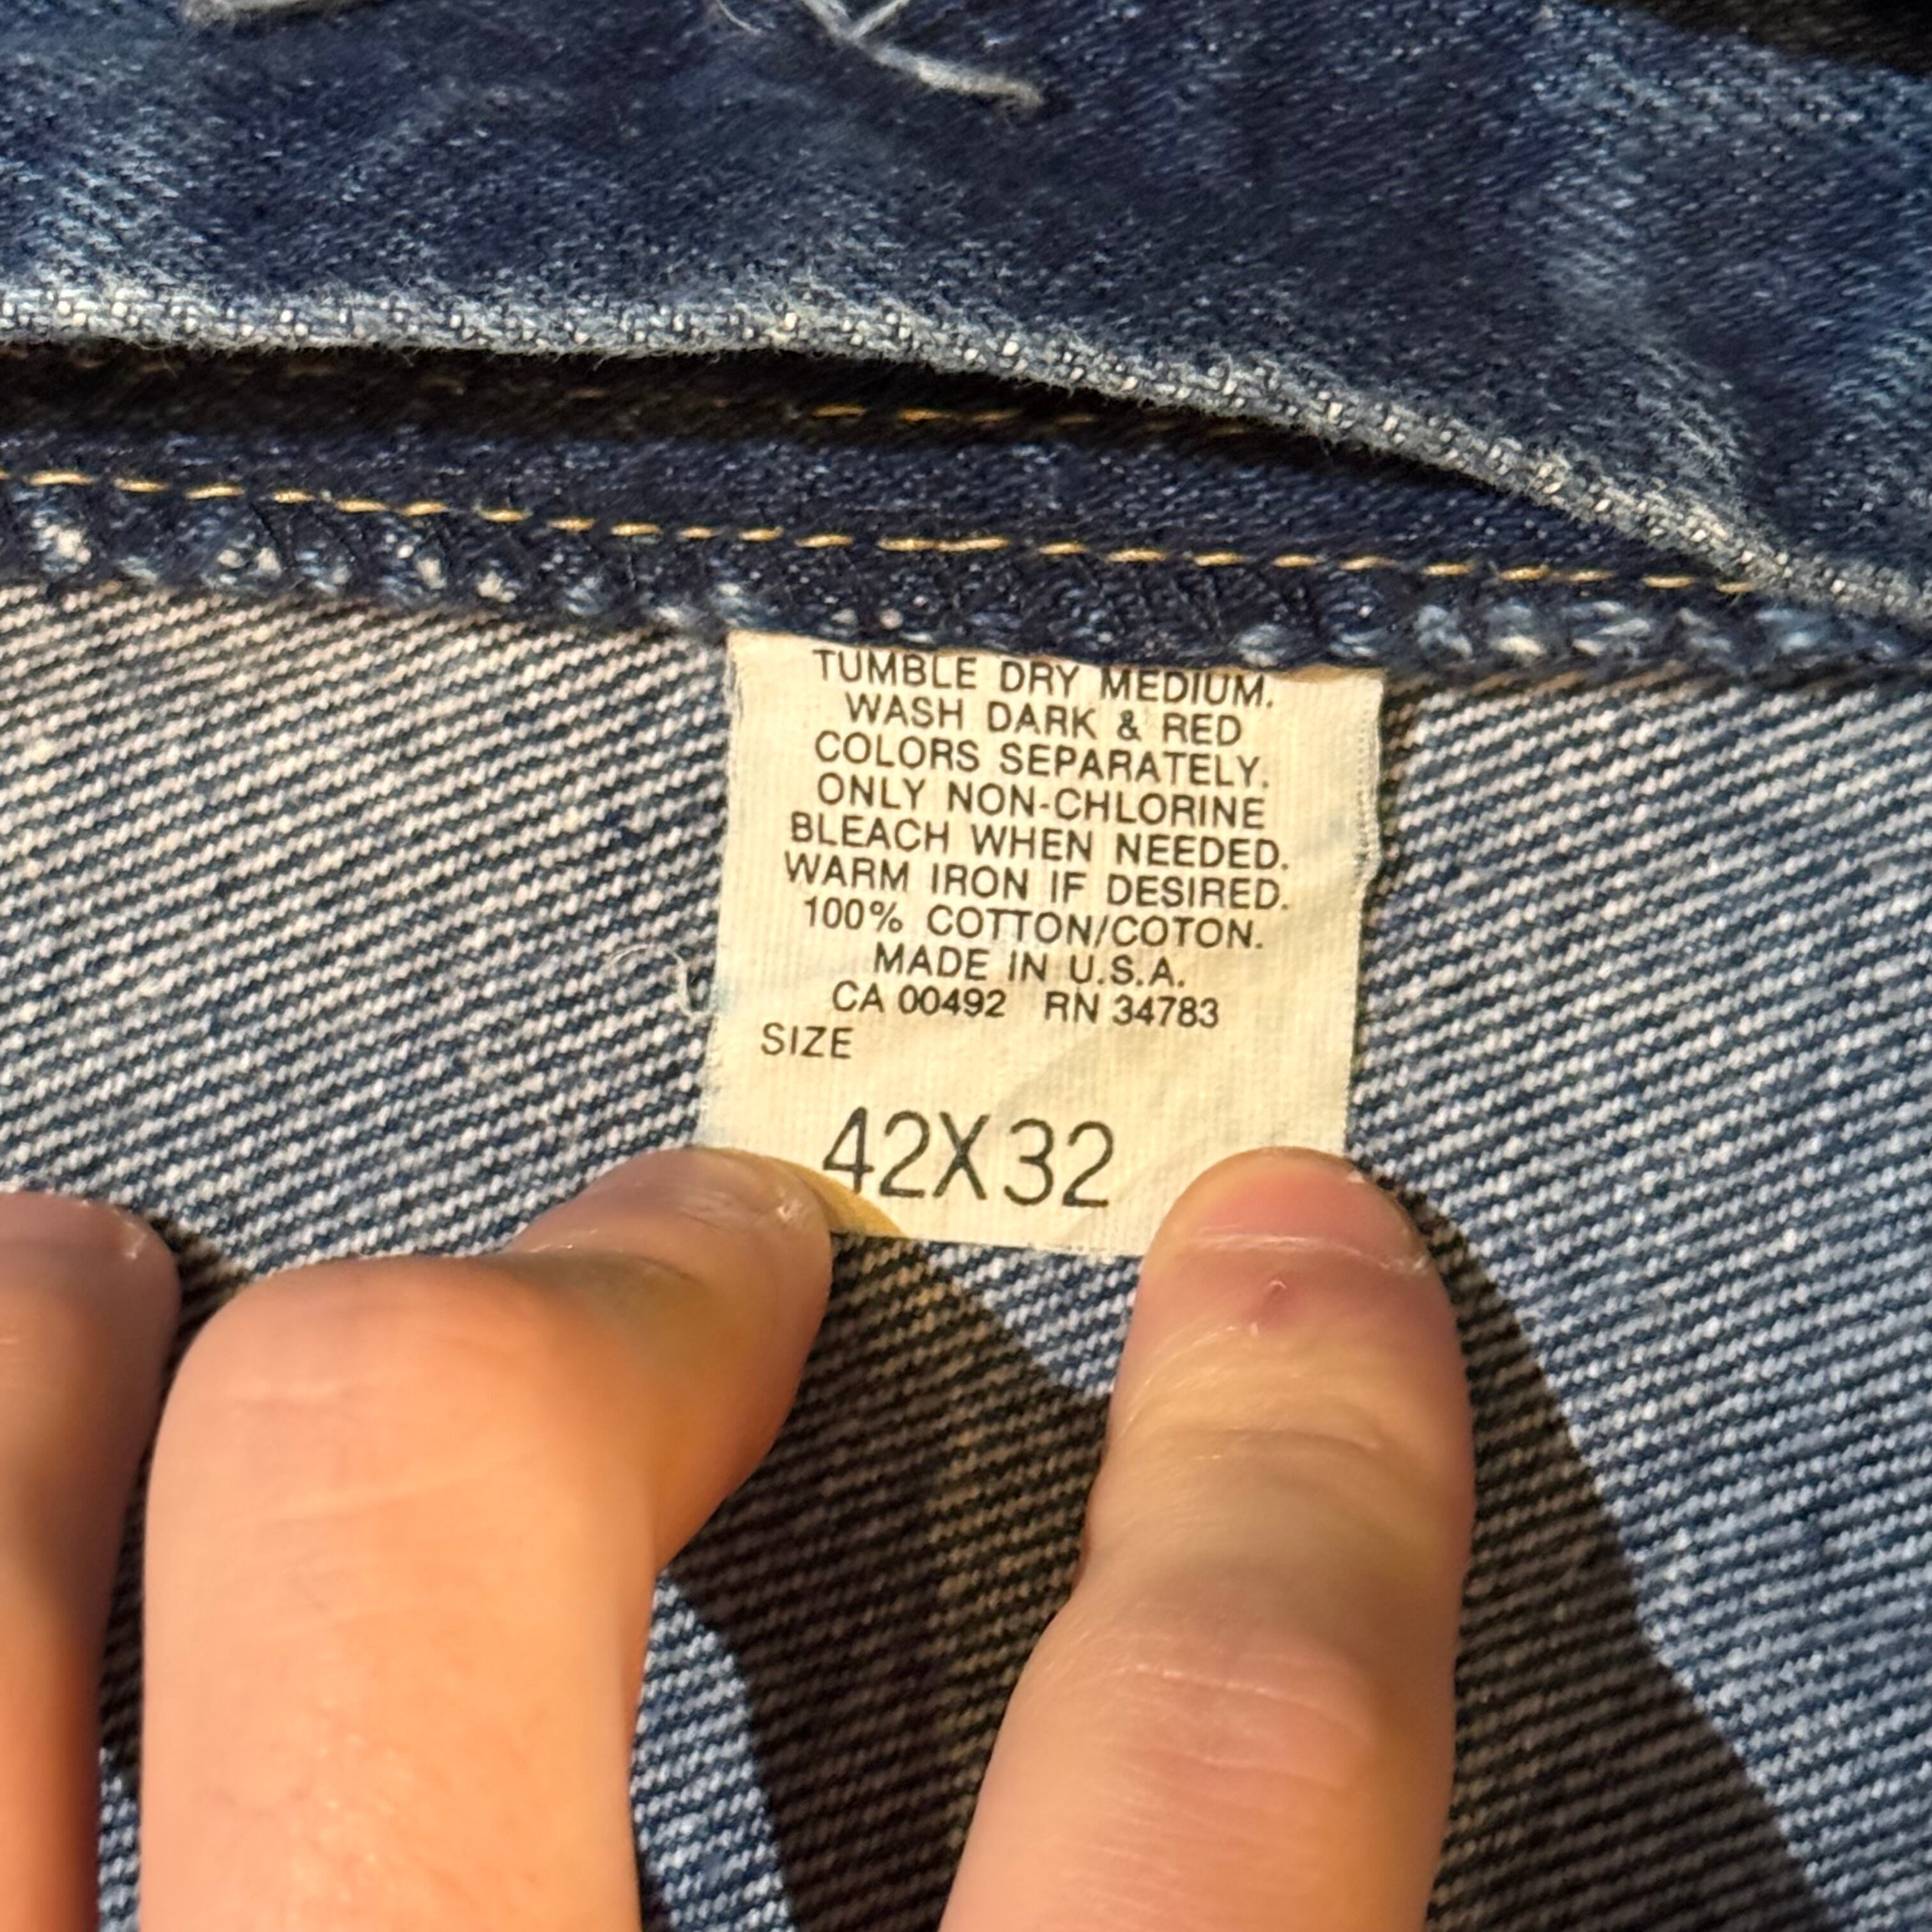 TUMBLE DRY MEDIUM.
WASH DARK & RED
COLORS SEPARATELY.
ONLY NON-CHLORINE
BLEACH WHEN NEEDED.
WARM IRON IF DESIRED.
100% COTTON/COTON.
MADE IN U.S.A.
CA 00492 RN 34783
SIZE
42X32